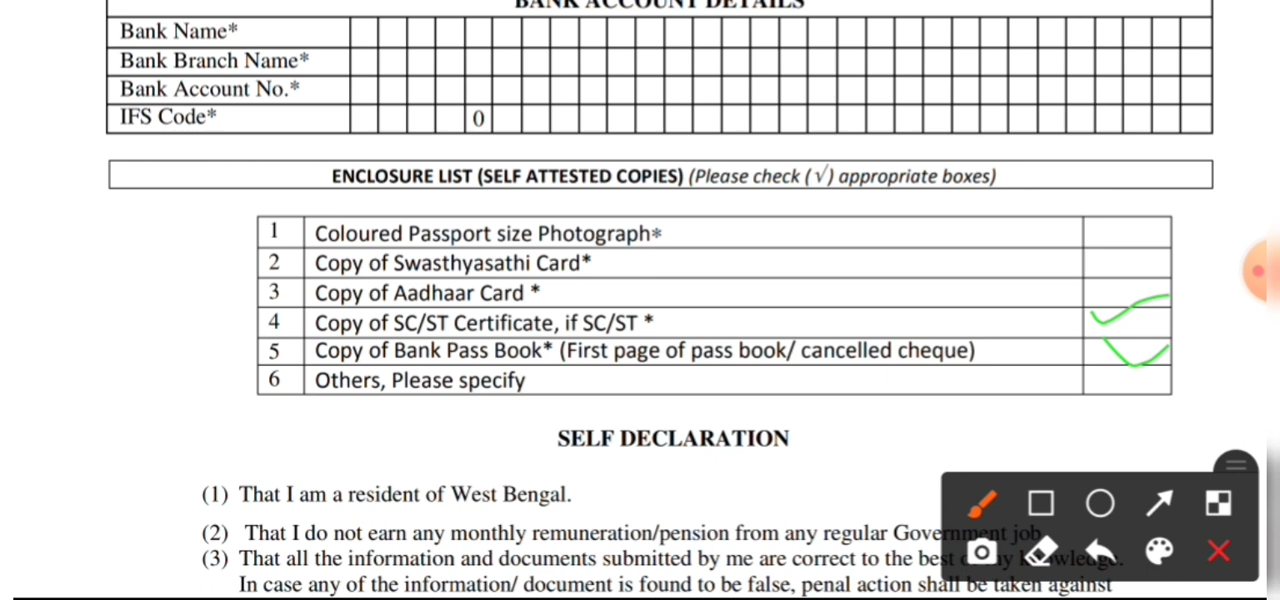 BANK ACCOUNT DETAILS
Bank Name*
Bank Branch Name*
Bank Account No.*
IFS Code* 0
ENCLOSURE LIST (SELF ATTESTED COPIES) (Please check (√) appropriate boxes)
1 Coloured Passport size Photograph*
2 Copy of Swasthyasathi Card*
3 Copy of Aadhaar Card *
4 Copy of SC/ST Certificate, if SC/ST *
5 Copy of Bank Pass Book* (First page of pass book/ cancelled cheque)
6 Others, Please specify
SELF DECLARATION
(1) That I am a resident of West Bengal.
(2) That I do not earn any monthly remuneration/pension from any regular Government job
(3) That all the information and documents submitted by me are correct to the best my knowledge.
In case any of the information/ document is found to be false, penal action shall be taken against